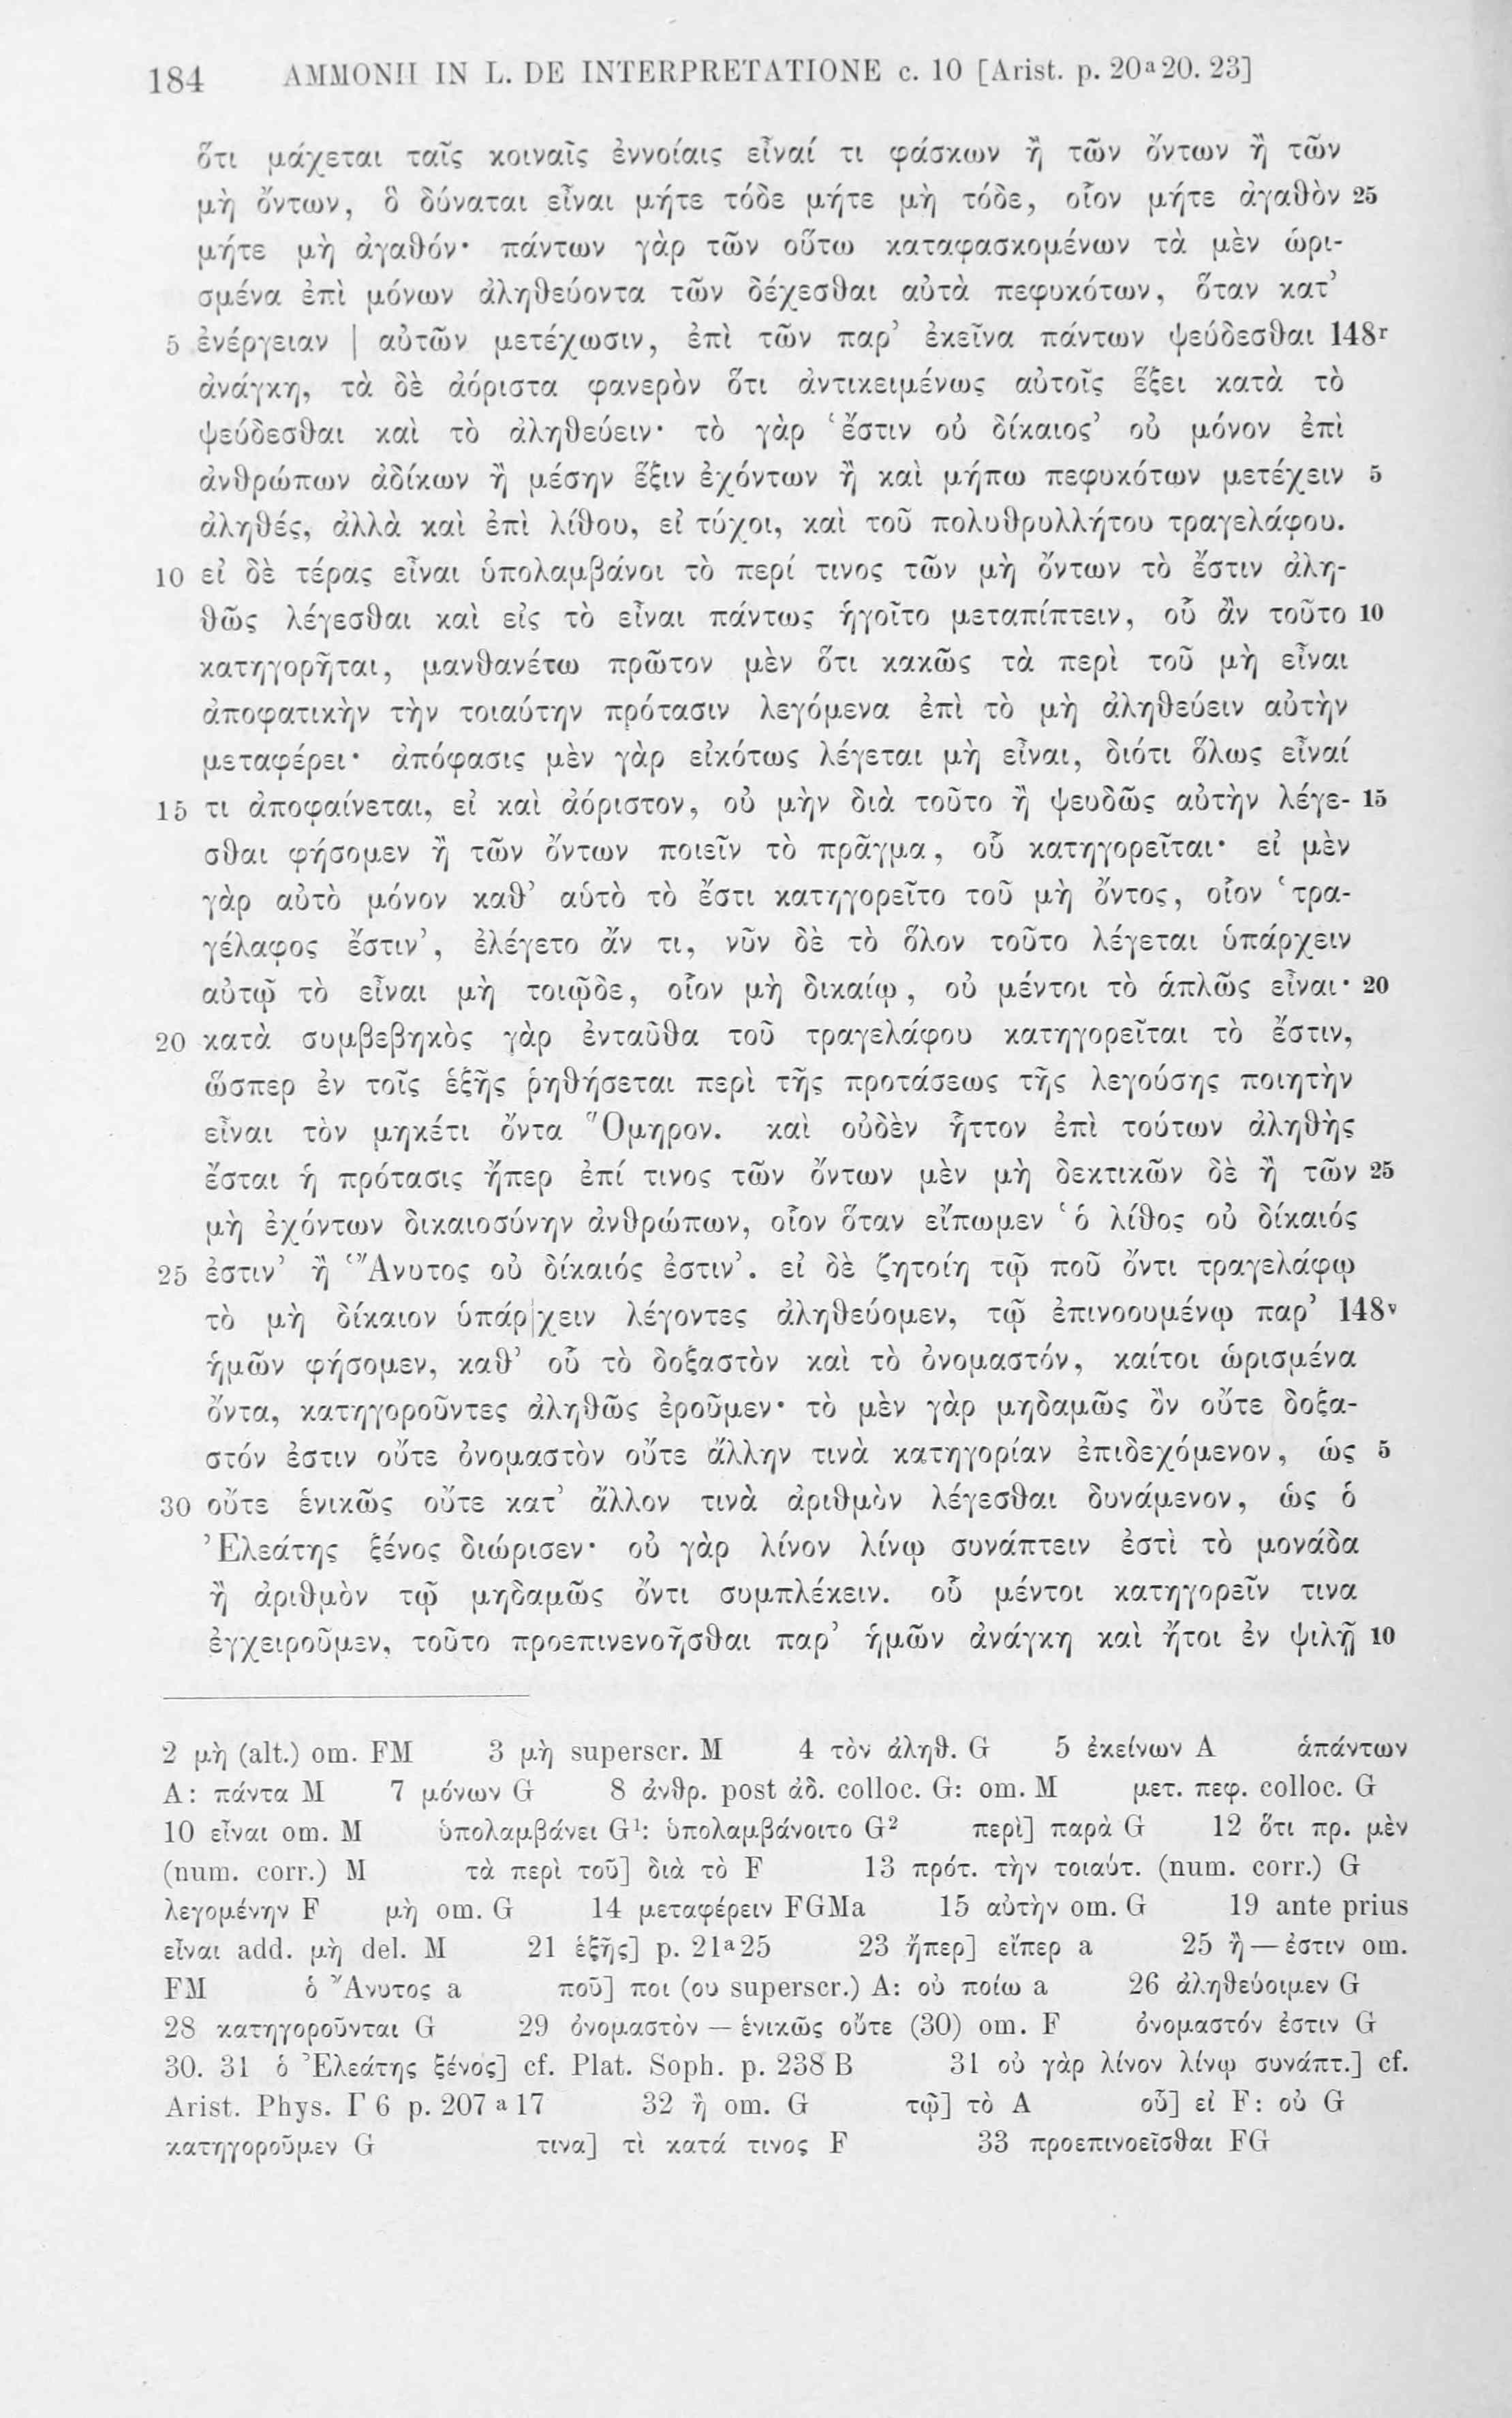 184 AMMONII IN L. DE INTERPRETATIONE c. 10 [Arist. p. 20ª20. 23]
ὅτι μάχεται ταῖς κοιναῖς ἐννοίαις εἶναί τι φάσκων ἢ τῶν ὄντων ἢ τῶν
μὴ ὄντων, ὃ δύναται εἶναι μήτε τόδε μήτε μὴ τόδε, οἷον μήτε ἀγαθὸν 25
μήτε μὴ ἀγαθόν· πάντων γὰρ τῶν οὕτω καταφασκομένων τὰ μὲν ὡρι-
σμένα ἐπὶ μόνων ἀληθεύοντα τῶν δέχεσθαι αὐτὰ πεφυκότων, ὅταν κατ’
5 ἐνέργειαν | αὐτῶν μετέχωσιν, ἐπὶ τῶν παρ’ ἐκεῖνα πάντων ψεύδεσθαι 148r
ἀνάγκη, τὰ δὲ ἀόριστα φανερὸν ὅτι ἀντικειμένως αὐτοῖς ἕξει κατὰ τὸ
ψεύδεσθαι καὶ τὸ ἀληθεύειν· τὸ γὰρ ‘ἔστιν οὐ δίκαιος’ οὐ μόνον ἐπὶ
ἀνθρώπων ἀδίκων ἢ μέσην ἕξιν ἐχόντων ἢ καὶ μήπω πεφυκότων μετέχειν 5
ἀληθές, ἀλλὰ καὶ ἐπὶ λίθου, εἰ τύχοι, καὶ τοῦ πολυθρυλλήτου τραγελάφου.
10 εἰ δὲ τέρας εἶναι ὑπολαμβάνοι τὸ περί τινος τῶν μὴ ὄντων τὸ ἔστιν ἀλη-
θῶς λέγεσθαι καὶ εἰς τὸ εἶναι πάντως ἡγοῖτο μεταπίπτειν, οὗ ἂν τοῦτο 10
κατηγορῆται, μανθανέτω πρῶτον μὲν ὅτι κακῶς τὰ περὶ τοῦ μὴ εἶναι
ἀποφατικὴν τὴν τοιαύτην πρότασιν λεγόμενα ἐπὶ τὸ μὴ ἀληθεύειν αὐτὴν
μεταφέρει· ἀπόφασις μὲν γὰρ εἰκότως λέγεται μὴ εἶναι, διότι ὅλως εἶναί
15 τι ἀποφαίνεται, εἰ καὶ ἀόριστον, οὐ μὴν διὰ τοῦτο ἢ ψευδῶς αὐτὴν λέγε- 15
σθαι φήσομεν ἢ τῶν ὄντων ποιεῖν τὸ πρᾶγμα, οὗ κατηγορεῖται· εἰ μὲν
γὰρ αὐτὸ μόνον καθ’ αὑτὸ τὸ ἔστι κατηγορεῖτο τοῦ μὴ ὄντος, οἷον ‘τρα-
γέλαφος ἔστιν’, ἐλέγετο ἄν τι, νῦν δὲ τὸ ὅλον τοῦτο λέγεται ὑπάρχειν
αὐτῷ τὸ εἶναι μὴ τοιῷδε, οἷον μὴ δικαίῳ, οὐ μέντοι τὸ ἁπλῶς εἶναι· 20
20 κατὰ συμβεβηκὸς γὰρ ἐνταῦθα τοῦ τραγελάφου κατηγορεῖται τὸ ἔστιν,
ὥσπερ ἐν τοῖς ἑξῆς ῥηθήσεται περὶ τῆς προτάσεως τῆς λεγούσης ποιητὴν
εἶναι τὸν μηκέτι ὄντα Ὅμηρον. καὶ οὐδὲν ἧττον ἐπὶ τούτων ἀληθὴς
ἔσται ἡ πρότασις ἤπερ ἐπί τινος τῶν ὄντων μὲν μὴ δεκτικῶν δὲ ἢ τῶν 25
μὴ ἐχόντων δικαιοσύνην ἀνθρώπων, οἷον ὅταν εἴπωμεν ‘ὁ λίθος οὐ δίκαιός
25 ἐστιν’ ἢ ‘Ἄνυτος οὐ δίκαιός ἐστιν’. εἰ δὲ ζητοίη τῷ ποῦ ὄντι τραγελάφῳ
τὸ μὴ δίκαιον ὑπάρ|χειν λέγοντες ἀληθεύομεν, τῷ ἐπινοουμένῳ παρ’ 148v
ἡμῶν φήσομεν, καθ’ οὗ τὸ δοξαστὸν καὶ τὸ ὀνομαστόν, καίτοι ὡρισμένα
ὄντα, κατηγοροῦντες ἀληθῶς ἐροῦμεν· τὸ μὲν γὰρ μηδαμῶς ὂν οὔτε δοξα-
στόν ἐστιν οὔτε ὀνομαστὸν οὔτε ἄλλην τινὰ κατηγορίαν ἐπιδεχόμενον, ὡς 5
30 οὔτε ἑνικῶς οὔτε κατ’ ἄλλον τινὰ ἀριθμὸν λέγεσθαι δυνάμενον, ὡς ὁ
Ἐλεάτης ξένος διώρισεν· οὐ γὰρ λίνον λίνῳ συνάπτειν ἐστὶ τὸ μονάδα
ἢ ἀριθμὸν τῷ μηδαμῶς ὄντι συμπλέκειν. οὗ μέντοι κατηγορεῖν τινα
ἐγχειροῦμεν, τοῦτο προεπινενοῆσθαι παρ’ ἡμῶν ἀνάγκη καὶ ἤτοι ἐν ψιλῇ 10
2 μὴ (alt.) om. FM 3 μὴ superscr. M 4 τὸν ἀληθ. G 5 ἐκείνων A ἁπάντων
A: πάντα M 7 μόνων G 8 ἀνθρ. post ἀδ. colloc. G: om. M μετ. πεφ. colloc. G
10 εἶναι om. M ὑπολαμβάνει G¹: ὑπολαμβάνοιτο G² περὶ] παρὰ G 12 ὅτι πρ. μὲν
(num. corr.) M τὰ περὶ τοῦ] διὰ τὸ F 13 πρότ. τὴν τοιαύτ. (num. corr.) G
λεγομένην F μὴ om. G 14 μεταφέρειν FGMa 15 αὐτὴν om. G 19 ante prius
εἶναι add. μὴ del. M 21 ἑξῆς] p. 21ª25 23 ἤπερ] εἴπερ a 25 ἢ — ἐστιν om.
FM ὁ Ἄνυτος a ποῦ] ποι (ου superscr.) A: οὐ ποίω a 26 ἀληθεύοιμεν G
28 κατηγοροῦνται G 29 ὀνομαστὸν — ἑνικῶς οὔτε (30) om. F ὀνομαστόν ἐστιν G
30. 31 ὁ Ἐλεάτης ξένος] cf. Plat. Soph. p. 238 B 31 οὐ γὰρ λίνον λίνῳ συνάπτ.] cf.
Arist. Phys. Γ 6 p. 207 a 17 32 ἢ om. G τῷ] τὸ A οὗ] εἰ F: οὐ G
κατηγοροῦμεν G τινα] τὶ κατά τινος F 33 προεπινοεῖσθαι FG